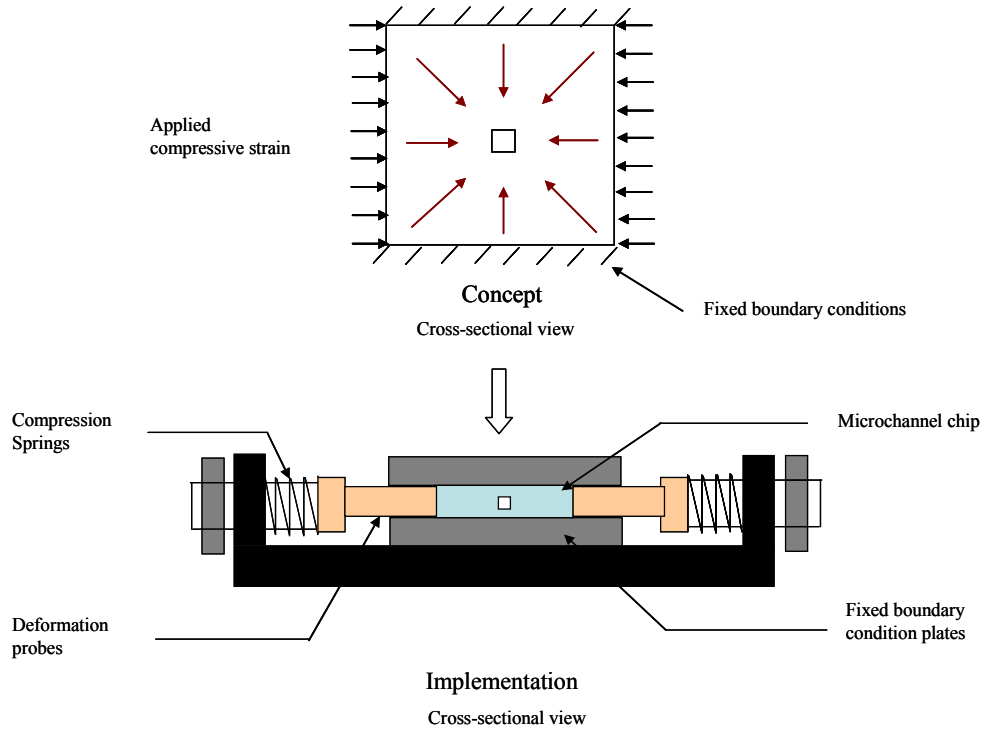 Applied
compressive strain
Concept
Cross-sectional view
Fixed boundary conditions
Compression
Springs
Microchannel chip
Deformation
probes
Fixed boundary
condition plates
Implementation
Cross-sectional view